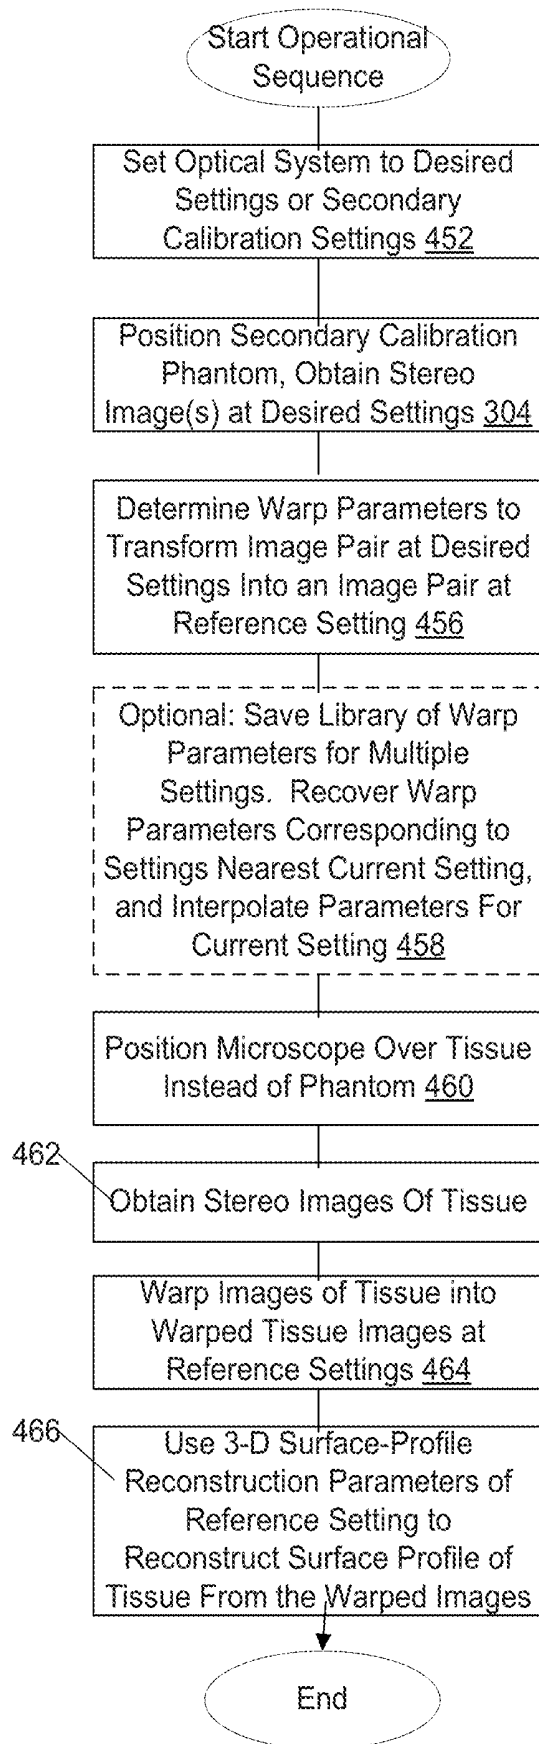 Start Operational
Sequence
Set Optical System to Desired
Settings or Secondary
Calibration Settings 452
Position Secondary Calibration
Phantom, Obtain Stereo
Image(s) at Desired Settings 304
Determine Warp Parameters to
Transform Image Pair at Desired
Settings Into an Image Pair at
Reference Setting 456
Optional: Save Library of Warp
Parameters for Multiple
Settings. Recover Warp
Parameters Corresponding to
Settings Nearest Current Setting,
and Interpolate Parameters For
Current Setting 458
Position Microscope Over Tissue
Instead of Phantom 460
462
Obtain Stereo Images Of Tissue
Warp Images of Tissue into
Warped Tissue Images at
Reference Settings 464
466
Use 3-D Surface-Profile
Reconstruction Parameters of
Reference Setting to
Reconstruct Surface Profile of
Tissue From the Warped Images
End